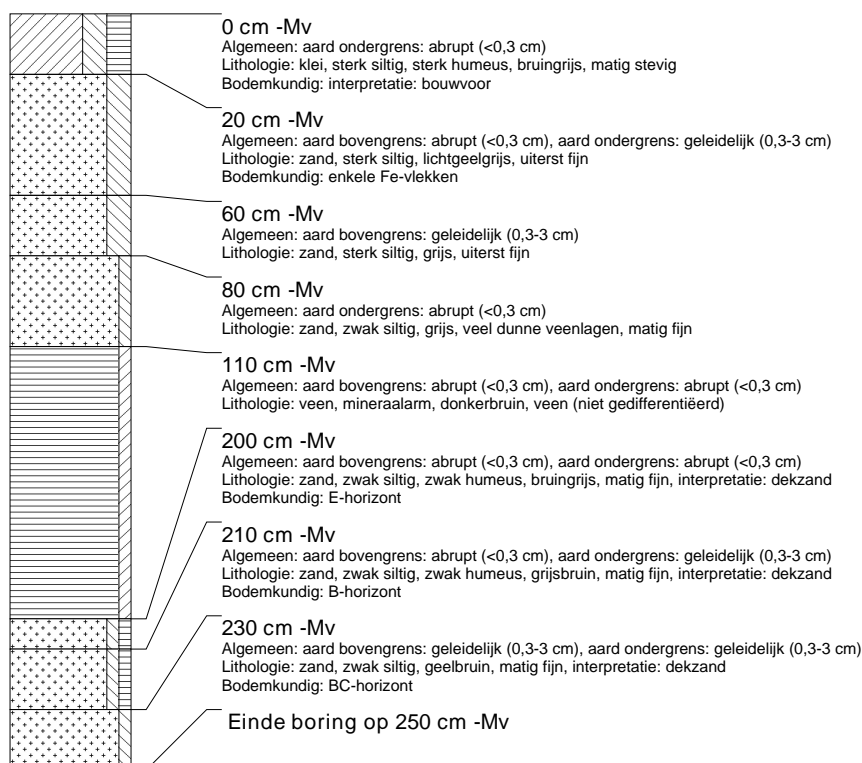 0 cm -Mv
Algemeen: aard ondergrens: abrupt (<0,3 cm)
Lithologie: klei, sterk siltig, sterk humeus, bruingrijs, matig stevig
Bodemkundig: interpretatie: bouwvoor
20 cm -Mv
Algemeen: aard bovengrens: abrupt (<0,3 cm), aard ondergrens: geleidelijk (0,3-3 cm)
Lithologie: zand, sterk siltig, lichtgeelgrijs, uiterst fijn
Bodemkundig: enkele Fe-vlekken
60 cm -Mv
Algemeen: aard bovengrens: geleidelijk (0,3-3 cm)
Lithologie: zand, sterk siltig, grijs, uiterst fijn
80 cm -Mv
Algemeen: aard ondergrens: abrupt (<0,3 cm)
Lithologie: zand, zwak siltig, grijs, veel dunne veenlagen, matig fijn
110 cm -Mv
Algemeen: aard bovengrens: abrupt (<0,3 cm), aard ondergrens: abrupt (<0,3 cm)
Lithologie: veen, mineraalarm, donkerbruin, veen (niet gedifferentiëerd)
200 cm -Mv
Algemeen: aard bovengrens: abrupt (<0,3 cm), aard ondergrens: abrupt (<0,3 cm)
Lithologie: zand, zwak siltig, zwak humeus, bruingrijs, matig fijn, interpretatie: dekzand
Bodemkundig: E-horizont
210 cm -Mv
Algemeen: aard bovengrens: abrupt (<0,3 cm), aard ondergrens: geleidelijk (0,3-3 cm)
Lithologie: zand, zwak siltig, zwak humeus, grijsbruin, matig fijn, interpretatie: dekzand
Bodemkundig: B-horizont
230 cm -Mv
Algemeen: aard bovengrens: geleidelijk (0,3-3 cm), aard ondergrens: geleidelijk (0,3-3 cm)
Lithologie: zand, zwak siltig, geelbruin, matig fijn, interpretatie: dekzand
Bodemkundig: BC-horizont
Einde boring op 250 cm -Mv